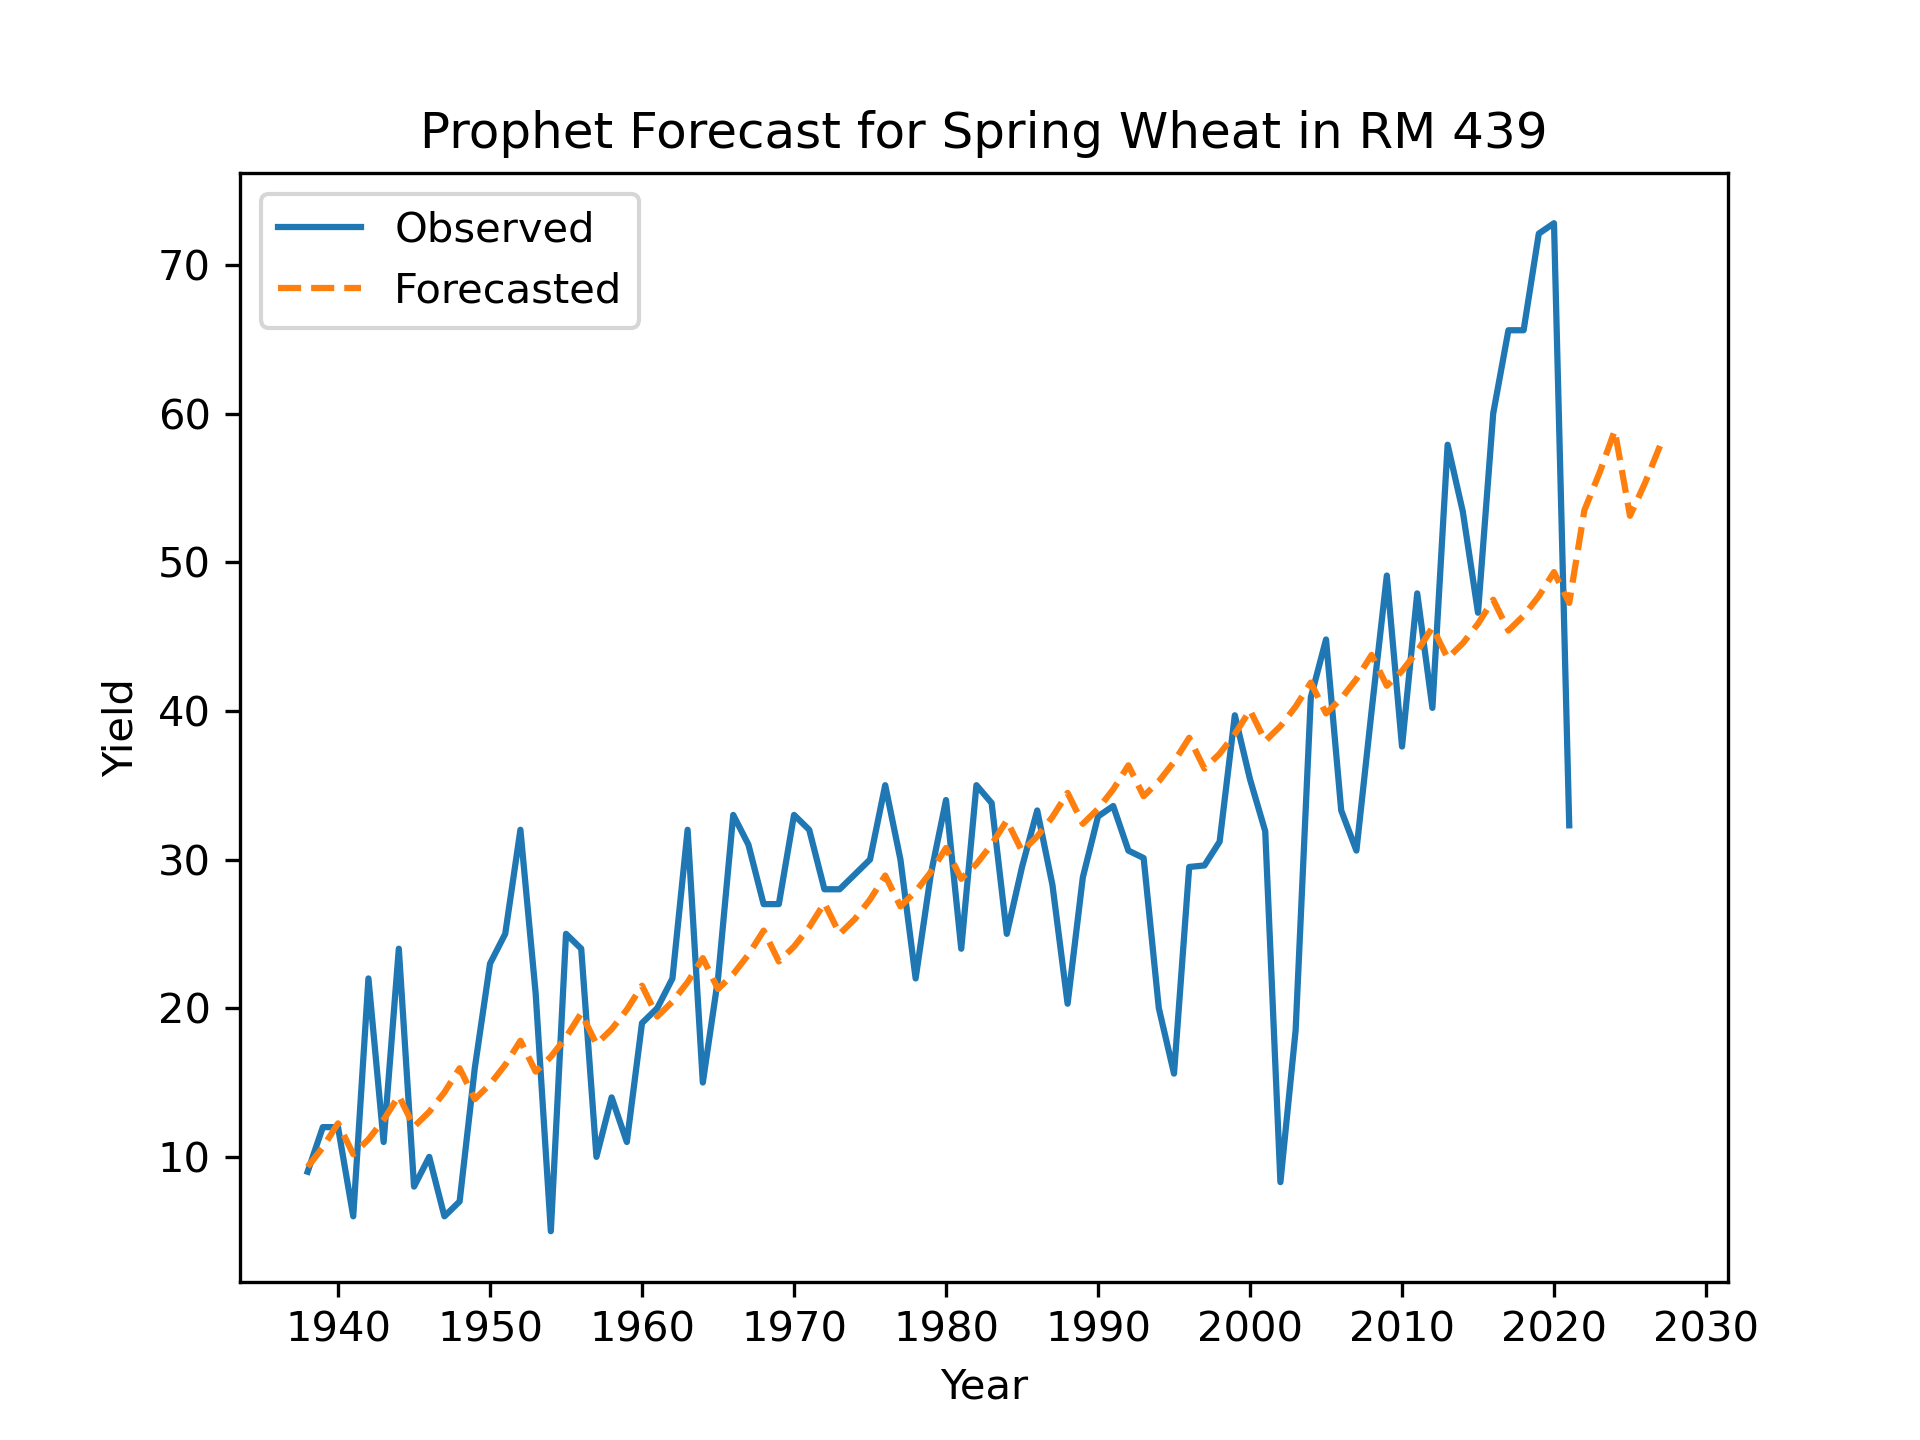 Prophet Forecast for Spring Wheat in RM 439
Observed
Forecasted
70
60
50
40
30
20
10
Yield
1940 1950 1960 1970 1980 1990 2000 2010 2020 2030
Year